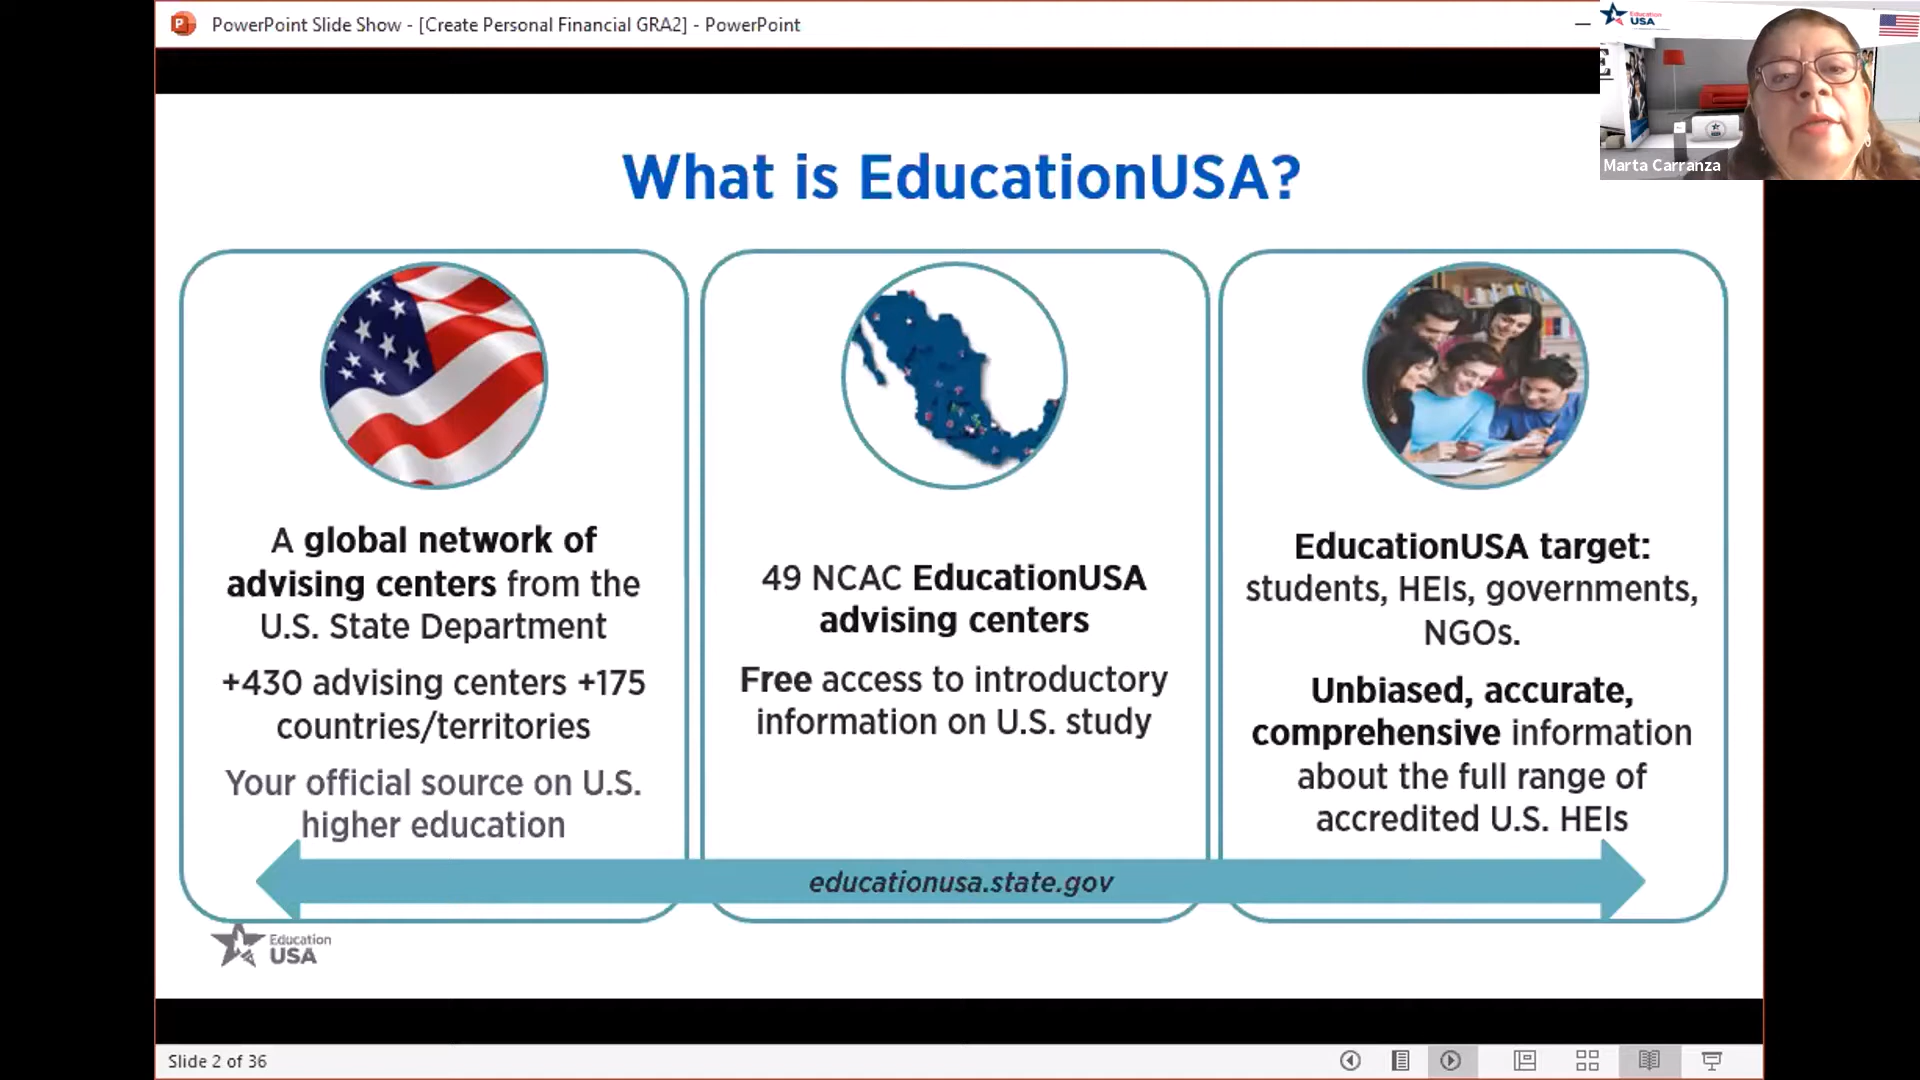 PowerPoint Slide Show - [Create Personal Financial GRA2] - PowerPoint
Education
USA
E
Marta Carranza
What is EducationUSA?
A global network of
advising centers from the
U.S. State Department
+430 advising centers +175
countries/territories
Your official source on U.S.
higher education
49 NCAC EducationUSA
advising centers
Free access to introductory
information on U.S. study
EducationUSA target:
students, HEIs, governments,
NGOs.
Unbiased, accurate,
comprehensive information
about the full range of
accredited U.S. HEIs
educationusa.state.gov
Education
USA
Slide 2 of 36